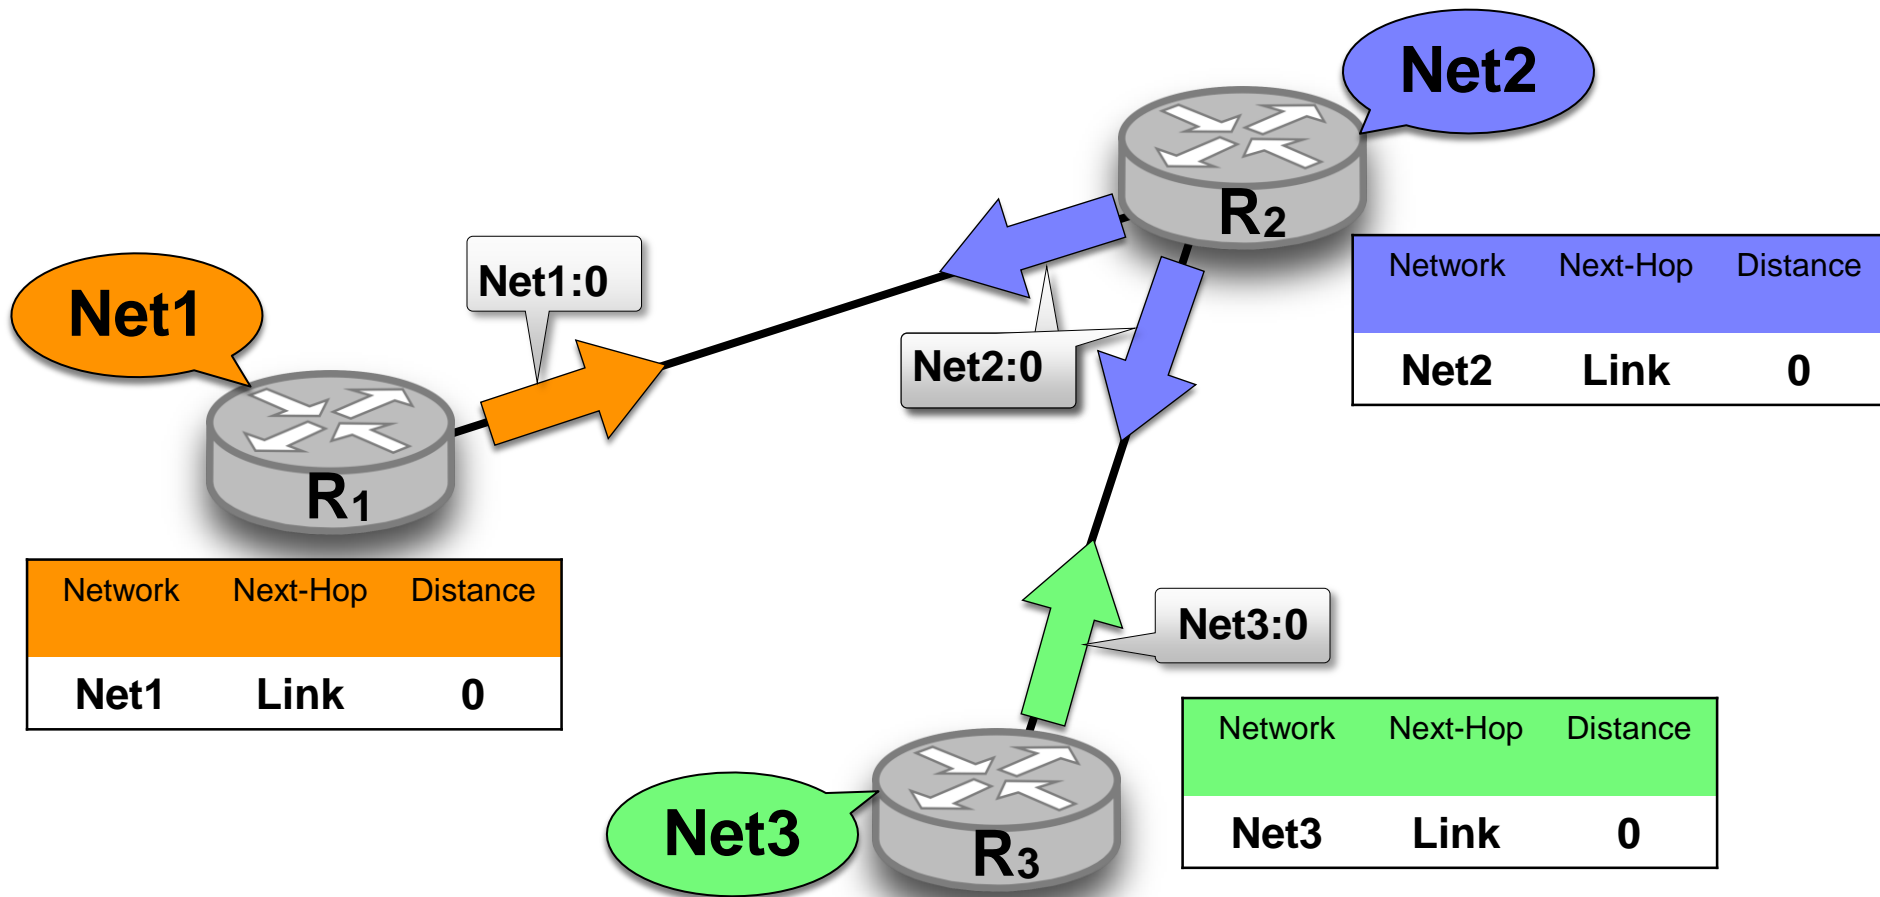 Net2
R2
Net1:0
Network Next-Hop Distance
Net2 Link 0
Net1
Net2:0
R1
Network Next-Hop Distance
Net1 Link 0
Net3:0
Network Next-Hop Distance
Net3 Link 0
Net3
R3